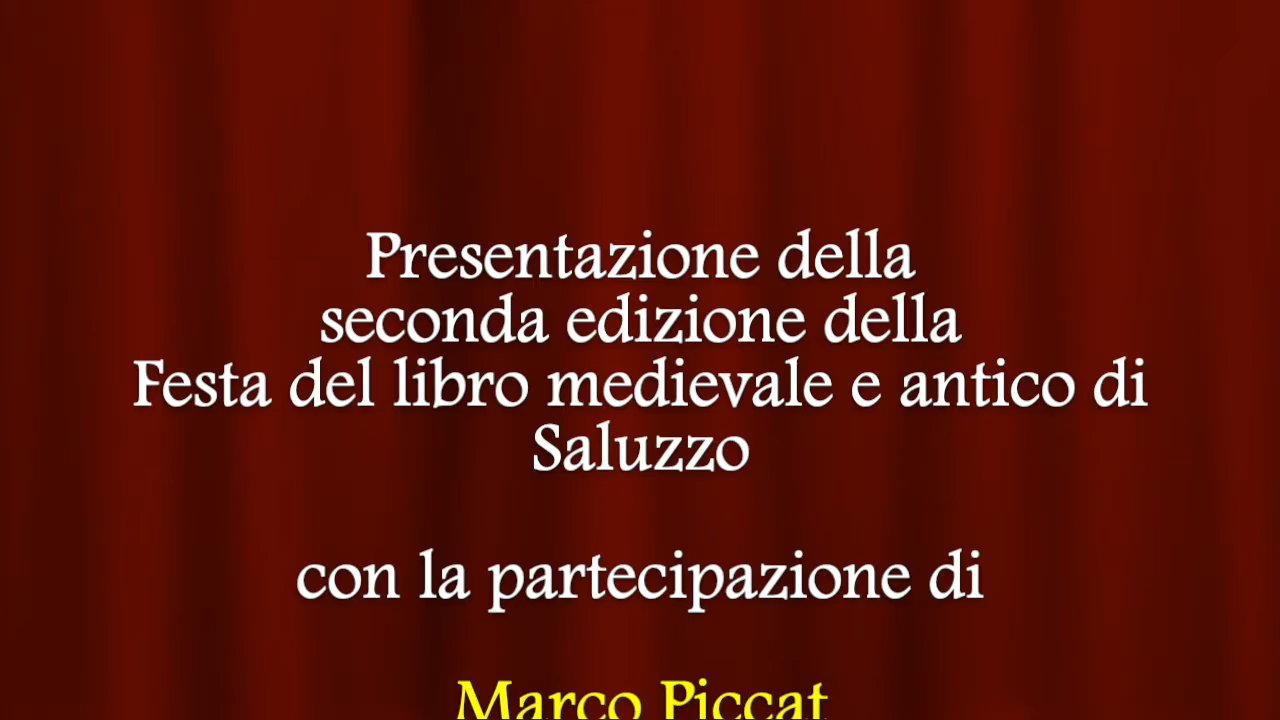 Presentazione della
seconda edizione della
Festa del libro medievale e antico di
Saluzzo
con la partecipazione di
Marco Piccat